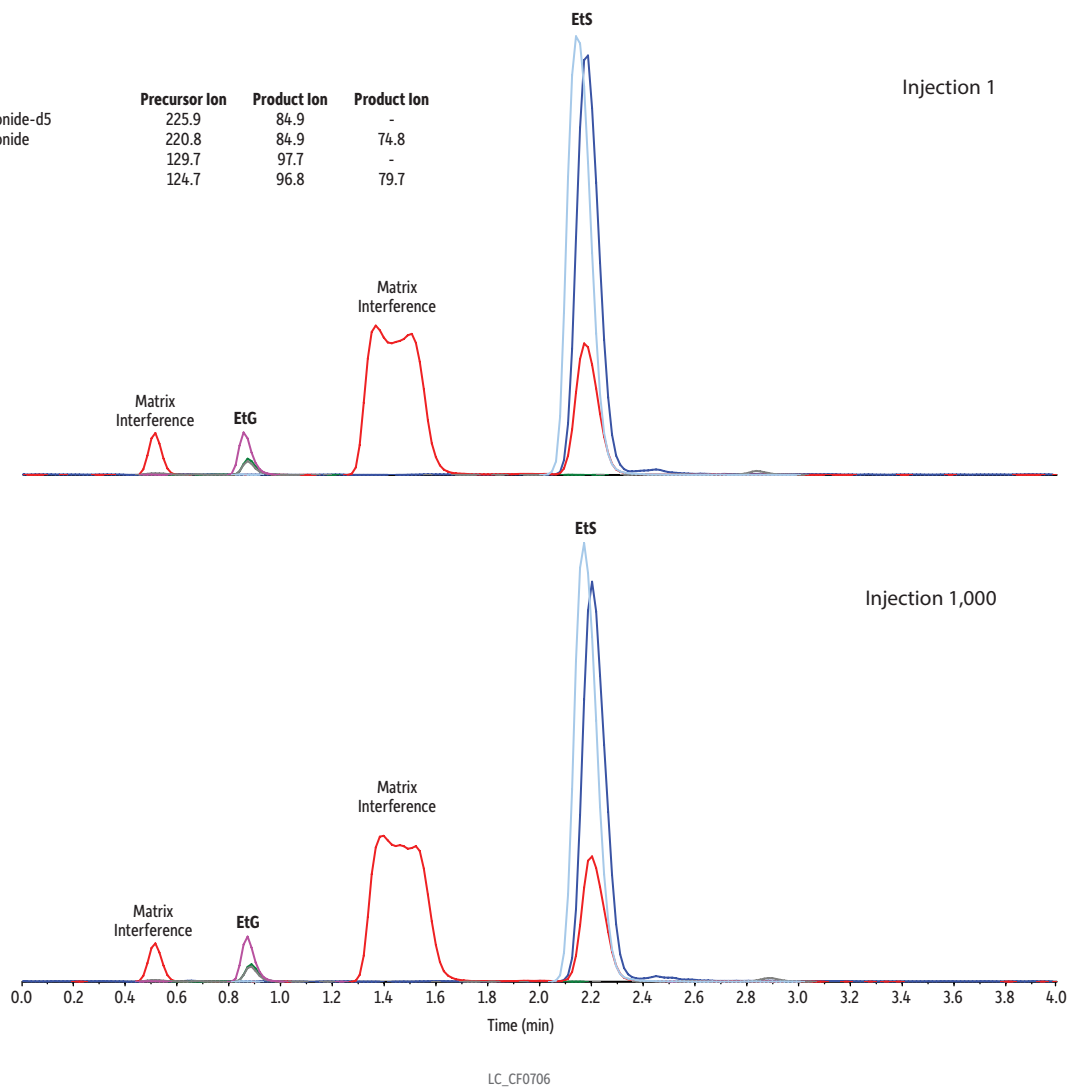 EtS
Injection 1
Precursor Ion Product Ion Product Ion
onide-d5 225.9 84.9 -
onide 220.8 84.9 74.8
129.7 97.7 -
124.7 96.8 79.7
Matrix
Interference
Matrix
Interference
EtG
EtS
Injection 1,000
Matrix
Interference
Matrix
Interference
EtG
0.0 0.2 0.4 0.6 0.8 1.0 1.2 1.4 1.6 1.8 2.0 2.2 2.4 2.6 2.8 3.0 3.2 3.4 3.6 3.8 4.0
Time (min)
LC_CF0706